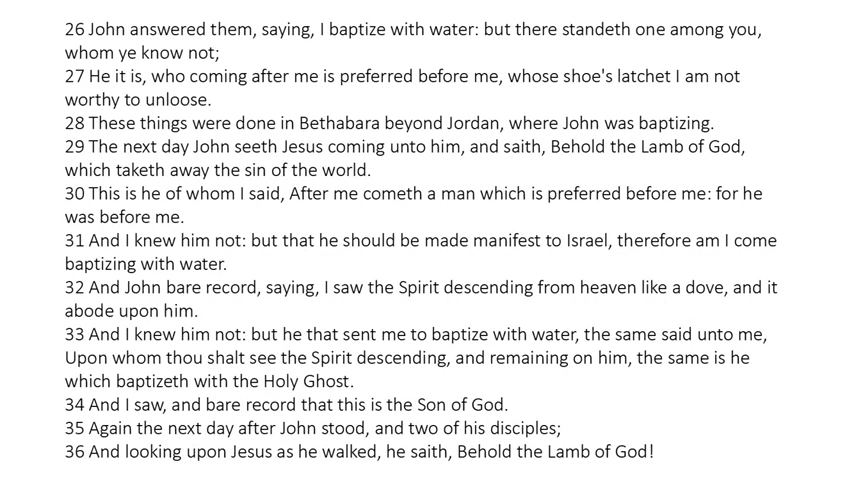 26 John answered them, saying, I baptize with water: but there standeth one among you,
whom ye know not;
27 He it is, who coming after me is preferred before me, whose shoe's latchet I am not
worthy to unloose.
28 These things were done in Bethabara beyond Jordan, where John was baptizing.
29 The next day John seeth Jesus coming unto him, and saith, Behold the Lamb of God,
which taketh away the sin of the world.
30 This is he of whom I said, After me cometh a man which is preferred before me: for he
was before me.
31 And I knew him not: but that he should be made manifest to Israel, therefore am I come
baptizing with water.
32 And John bare record, saying, I saw the Spirit descending from heaven like a dove, and it
abode upon him.
33 And I knew him not: but he that sent me to baptize with water, the same said unto me,
Upon whom thou shalt see the Spirit descending, and remaining on him, the same is he
which baptizeth with the Holy Ghost.
34 And I saw, and bare record that this is the Son of God.
35 Again the next day after John stood, and two of his disciples;
36 And looking upon Jesus as he walked, he saith, Behold the Lamb of God!